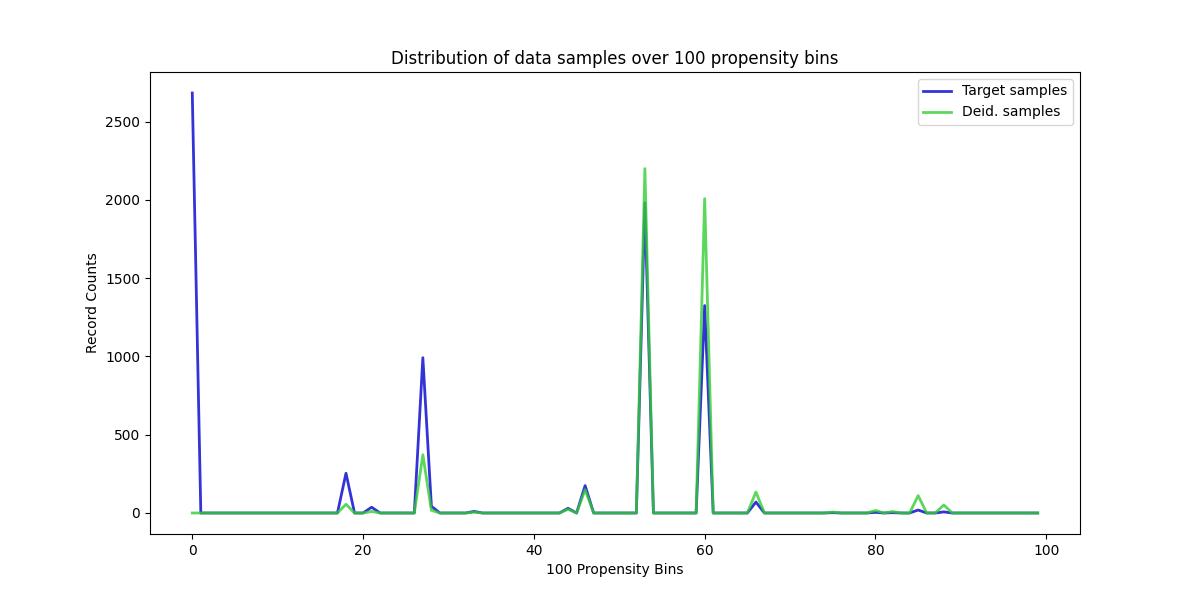 Distribution of data samples over 100 propensity bins
Target samples
Deid. samples
2500
2000
1500
1000
500
0
Record Counts
0 20 40 60 80 100
100 Propensity Bins